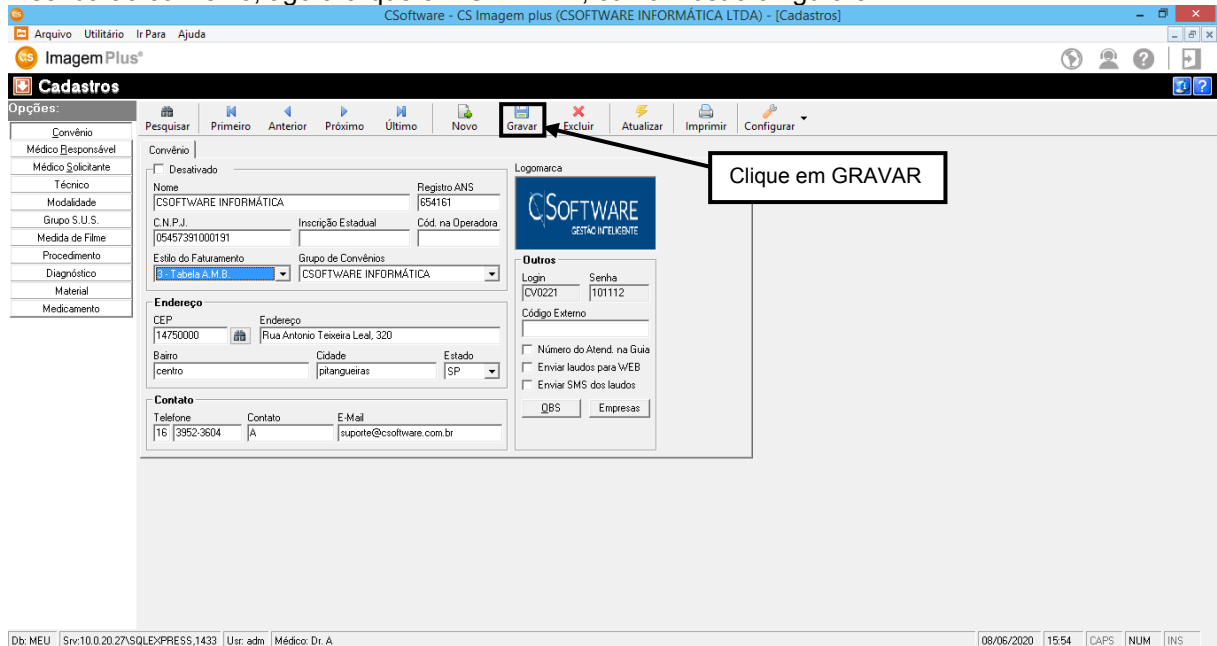 CSoftware - CS Imagem plus (CSOFTWARE INFORMÁTICA LTDA) - [Cadastros]
Arquivo Utilitário Ir Para Ajuda
Imagem Plus®
Cadastros
Opções:
Convênio
Médico Responsável
Médico Solicitante
Técnico
Modalidade
Grupo S.U.S.
Medida de Filme
Procedimento
Diagnóstico
Material
Medicamento
Pesquisar Primeiro Anterior Próximo Último Novo Gravar Excluir Atualizar Imprimir Configurar
Clique em GRAVAR
Convênio
Desativado
Nome Registro ANS
CSOFTWARE INFORMÁTICA 654161
C.N.P.J. Inscrição Estadual Cód. na Operadora
05457391000191
Estilo do Faturamento Grupo de Convênios
3 - Tabela A.M.B. CSOFTWARE INFORMÁTICA
Endereço
CEP Endereço
14750000 Rua Antonio Teixeira Leal, 320
Bairro Cidade Estado
centro pitangueiras SP
Contato
Telefone Contato E-Mail
16 3952-3604 A suporte@csoftware.com.br
Logomarca
CSOFTWARE
GESTÃO INTELIGENTE
Outros
Login Senha
CV0221 101112
Código Externo
Número do Atend. na Guia
Enviar laudos para WEB
Enviar SMS dos laudos
OBS Empresas
Db: MEU Srv:10.0.20.27\SQLEXPRESS,1433 Usr: adm Médico: Dr. A 08/06/2020 15:54 CAPS NUM INS